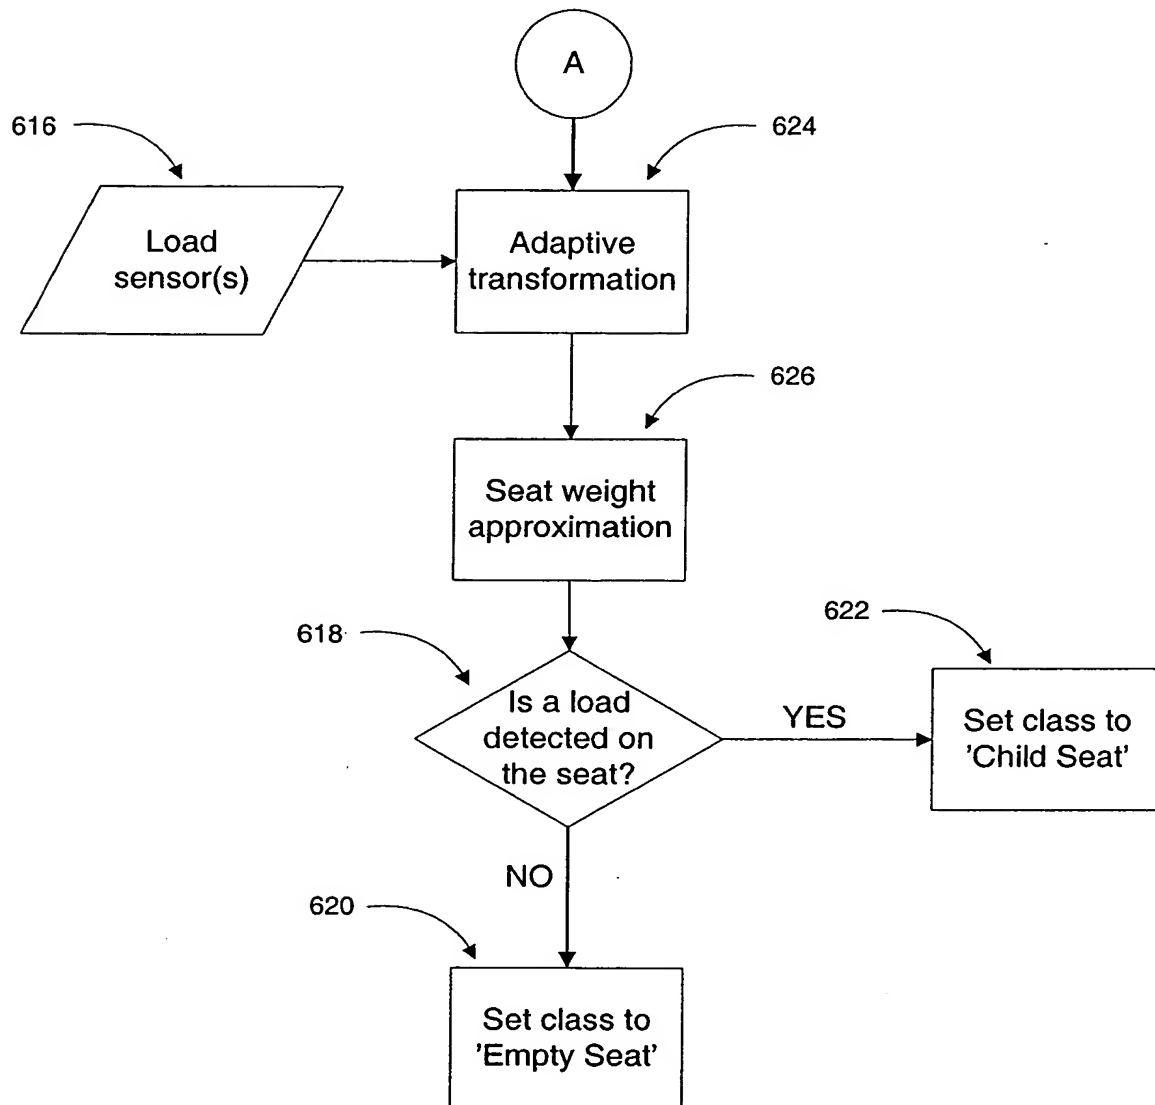 A
616
624
Load
sensor(s)
Adaptive
transformation
626
Seat weight
approximation
618
622
Is a load
detected on
the seat?
YES
Set class to
'Child Seat'
NO
620
Set class to
'Empty Seat'